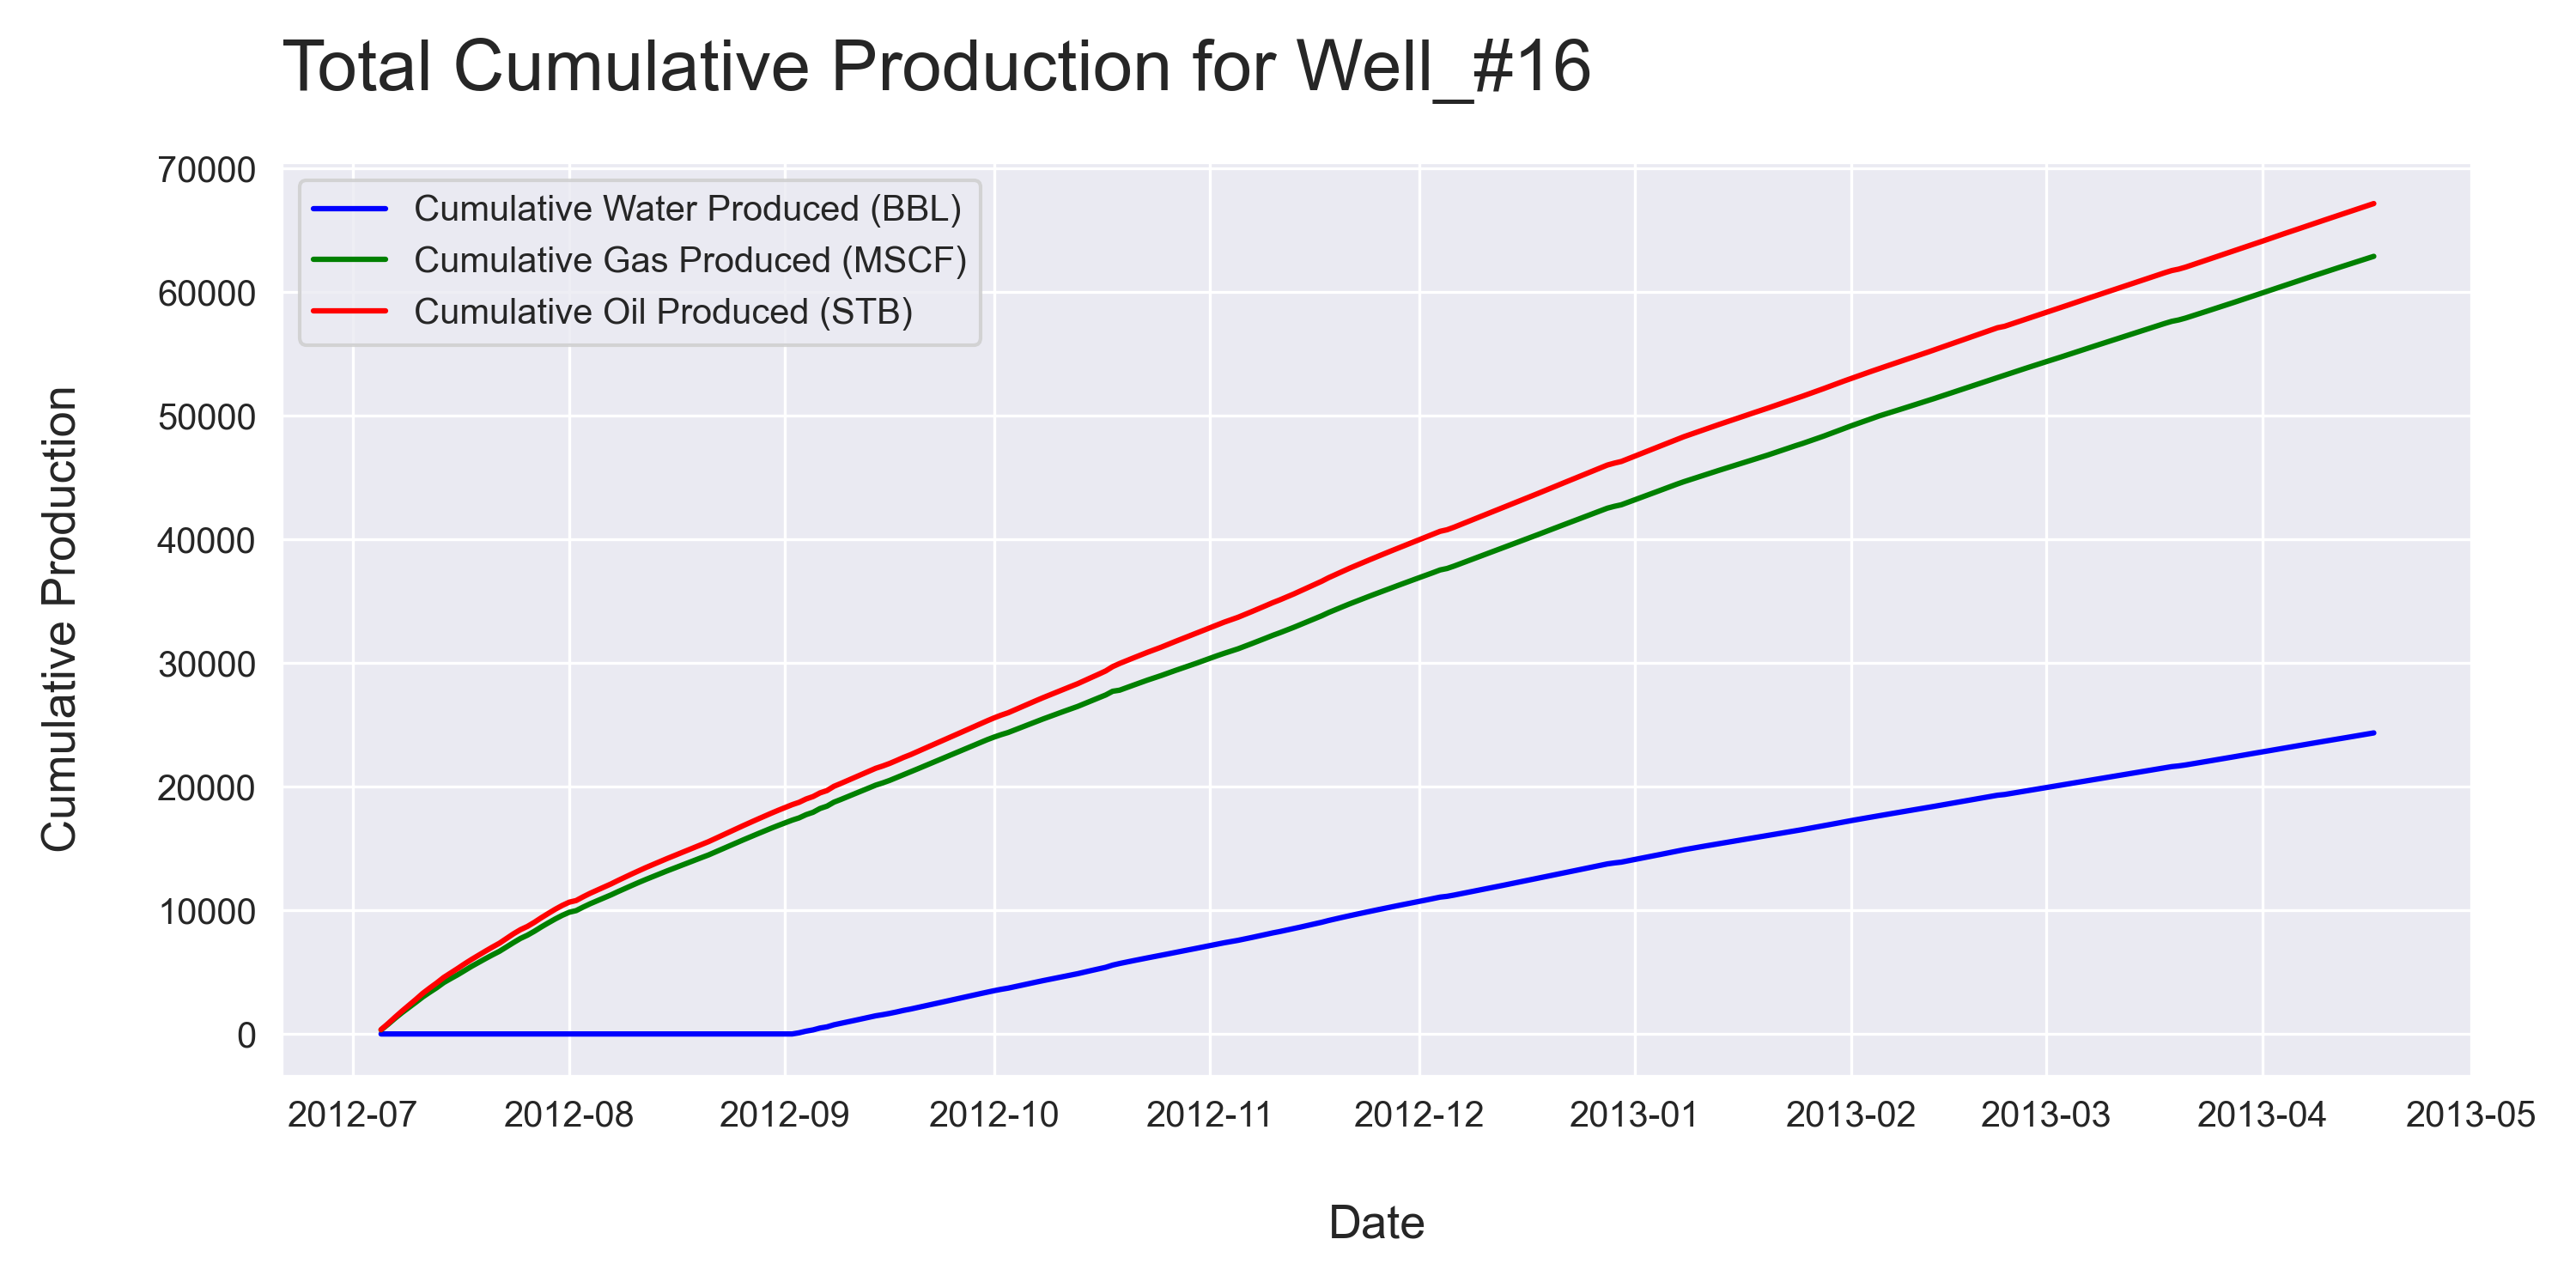 Total Cumulative Production for Well_#16
70000
60000
50000
40000
30000
20000
10000
0
Cumulative Water Produced (BBL)
Cumulative Gas Produced (MSCF)
Cumulative Oil Produced (STB)
Cumulative Production
2012-07 2012-08 2012-09 2012-10 2012-11 2012-12 2013-01 2013-02 2013-03 2013-04 2013-05
Date